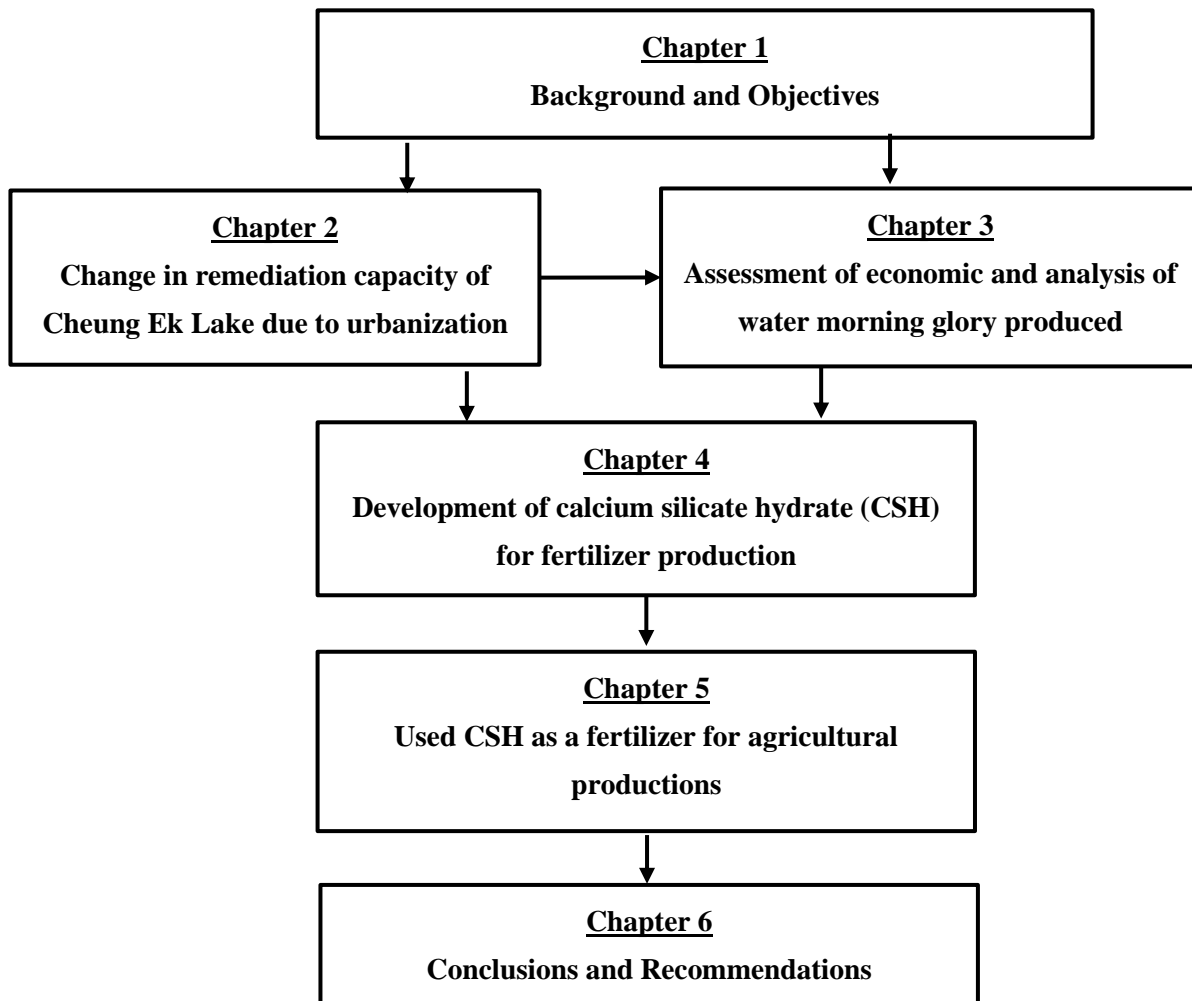 Chapter 1
Background and Objectives
Chapter 2
Change in remediation capacity of
Cheung Ek Lake due to urbanization
Chapter 3
Assessment of economic and analysis of
water morning glory produced
Chapter 4
Development of calcium silicate hydrate (CSH)
for fertilizer production
Chapter 5
Used CSH as a fertilizer for agricultural
productions
Chapter 6
Conclusions and Recommendations